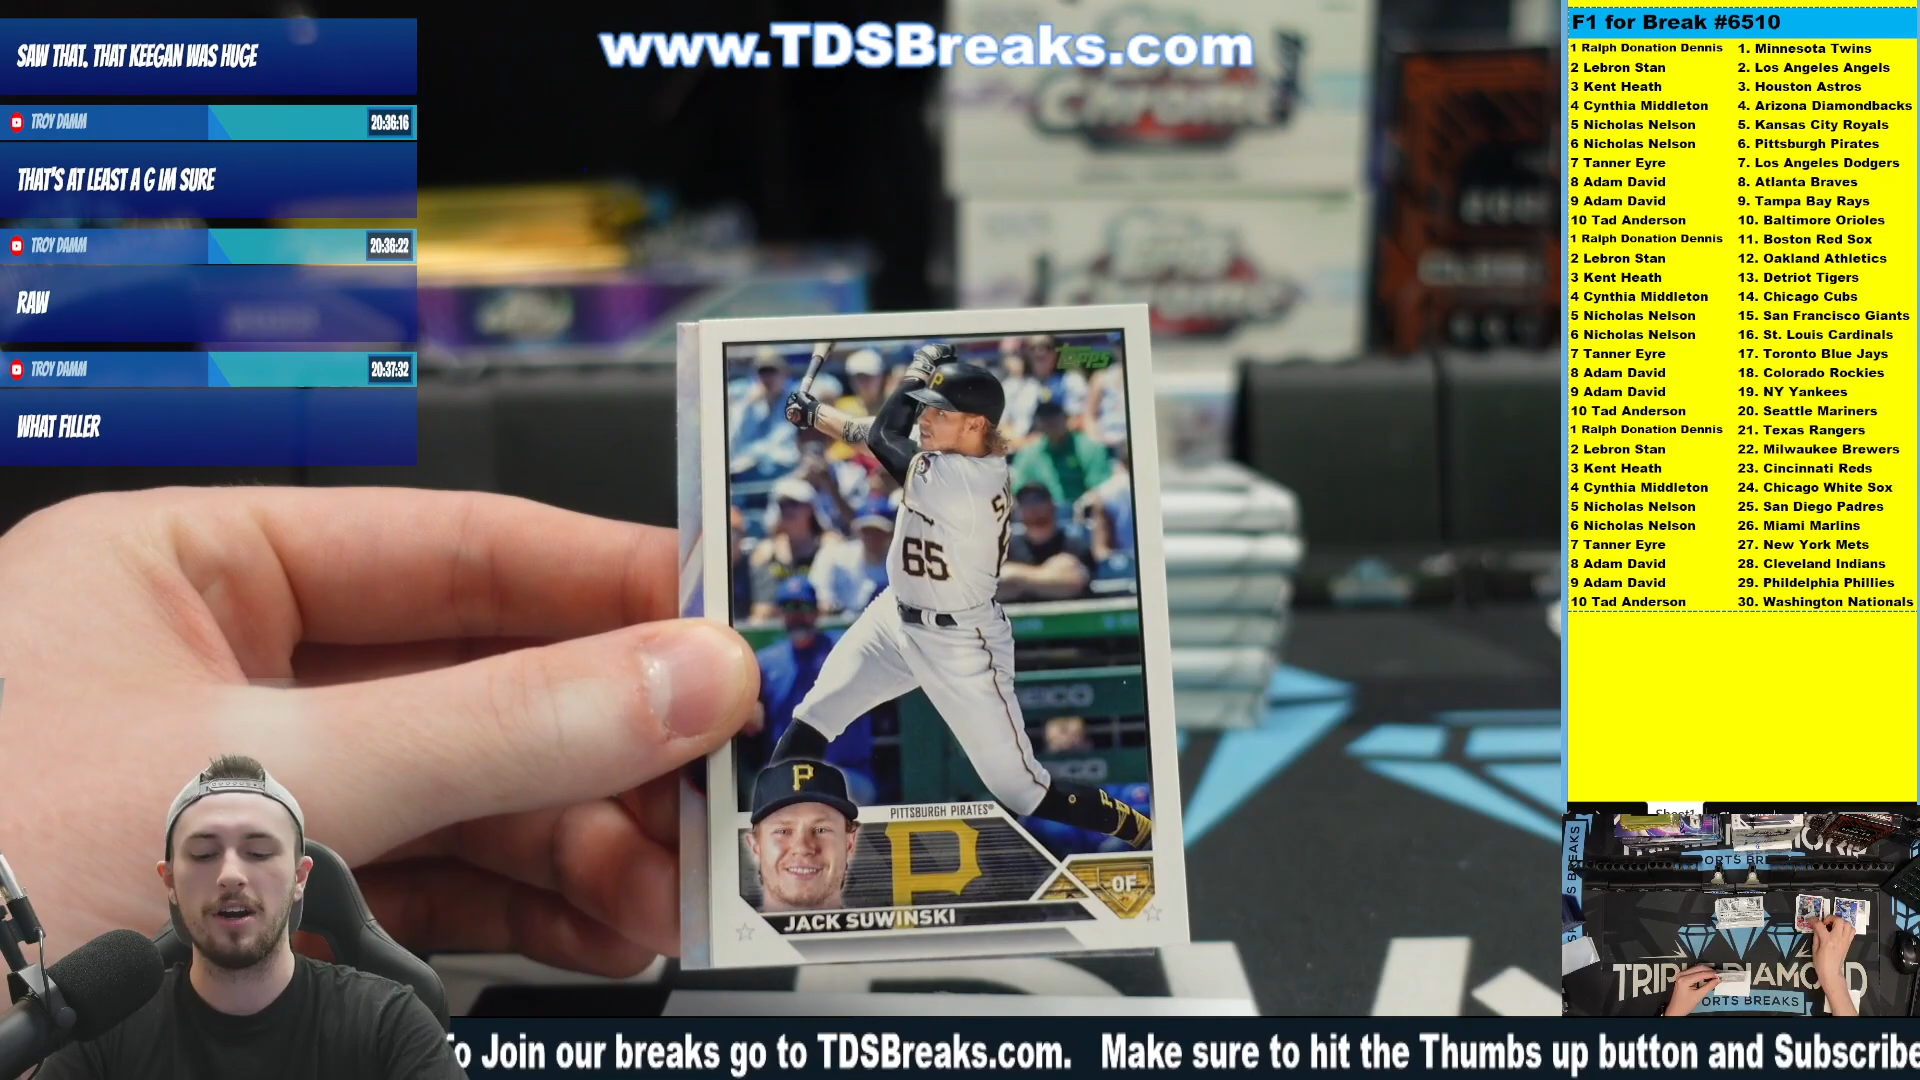 SAW THAT. THAT KEEGAN WAS HUGE
TROY DAMM
20:36:16
THAT'S AT LEAST A G IM SURE
TROY DAMM
20:36:22
RAW
TROY DAMM
20:37:32
WHAT FILLER
www.TDSBreaks.com
Topps
Chrome
Topps
Chrome
topps
P
65
GEICO
PITTSBURGH PIRATES®
P
P
OF
JACK SUWINSKI
F1 for Break #6510
1 Ralph Donation Dennis 1. Minnesota Twins
2 Lebron Stan 2. Los Angeles Angels
3 Kent Heath 3. Houston Astros
4 Cynthia Middleton 4. Arizona Diamondbacks
5 Nicholas Nelson 5. Kansas City Royals
6 Nicholas Nelson 6. Pittsburgh Pirates
7 Tanner Eyre 7. Los Angeles Dodgers
8 Adam David 8. Atlanta Braves
9 Adam David 9. Tampa Bay Rays
10 Tad Anderson 10. Baltimore Orioles
1 Ralph Donation Dennis 11. Boston Red Sox
2 Lebron Stan 12. Oakland Athletics
3 Kent Heath 13. Detriot Tigers
4 Cynthia Middleton 14. Chicago Cubs
5 Nicholas Nelson 15. San Francisco Giants
6 Nicholas Nelson 16. St. Louis Cardinals
7 Tanner Eyre 17. Toronto Blue Jays
8 Adam David 18. Colorado Rockies
9 Adam David 19. NY Yankees
10 Tad Anderson 20. Seattle Mariners
1 Ralph Donation Dennis 21. Texas Rangers
2 Lebron Stan 22. Milwaukee Brewers
3 Kent Heath 23. Cincinnati Reds
4 Cynthia Middleton 24. Chicago White Sox
5 Nicholas Nelson 25. San Diego Padres
6 Nicholas Nelson 26. Miami Marlins
7 Tanner Eyre 27. New York Mets
8 Adam David 28. Cleveland Indians
9 Adam David 29. Phildelphia Phillies
10 Tad Anderson 30. Washington Nationals
Sheet1
ORTS BRE
TRIP DIAMOND
ORTS BREAKS
o Join our breaks go to TDSBreaks.com. Make sure to hit the Thumbs up button and Subscribe